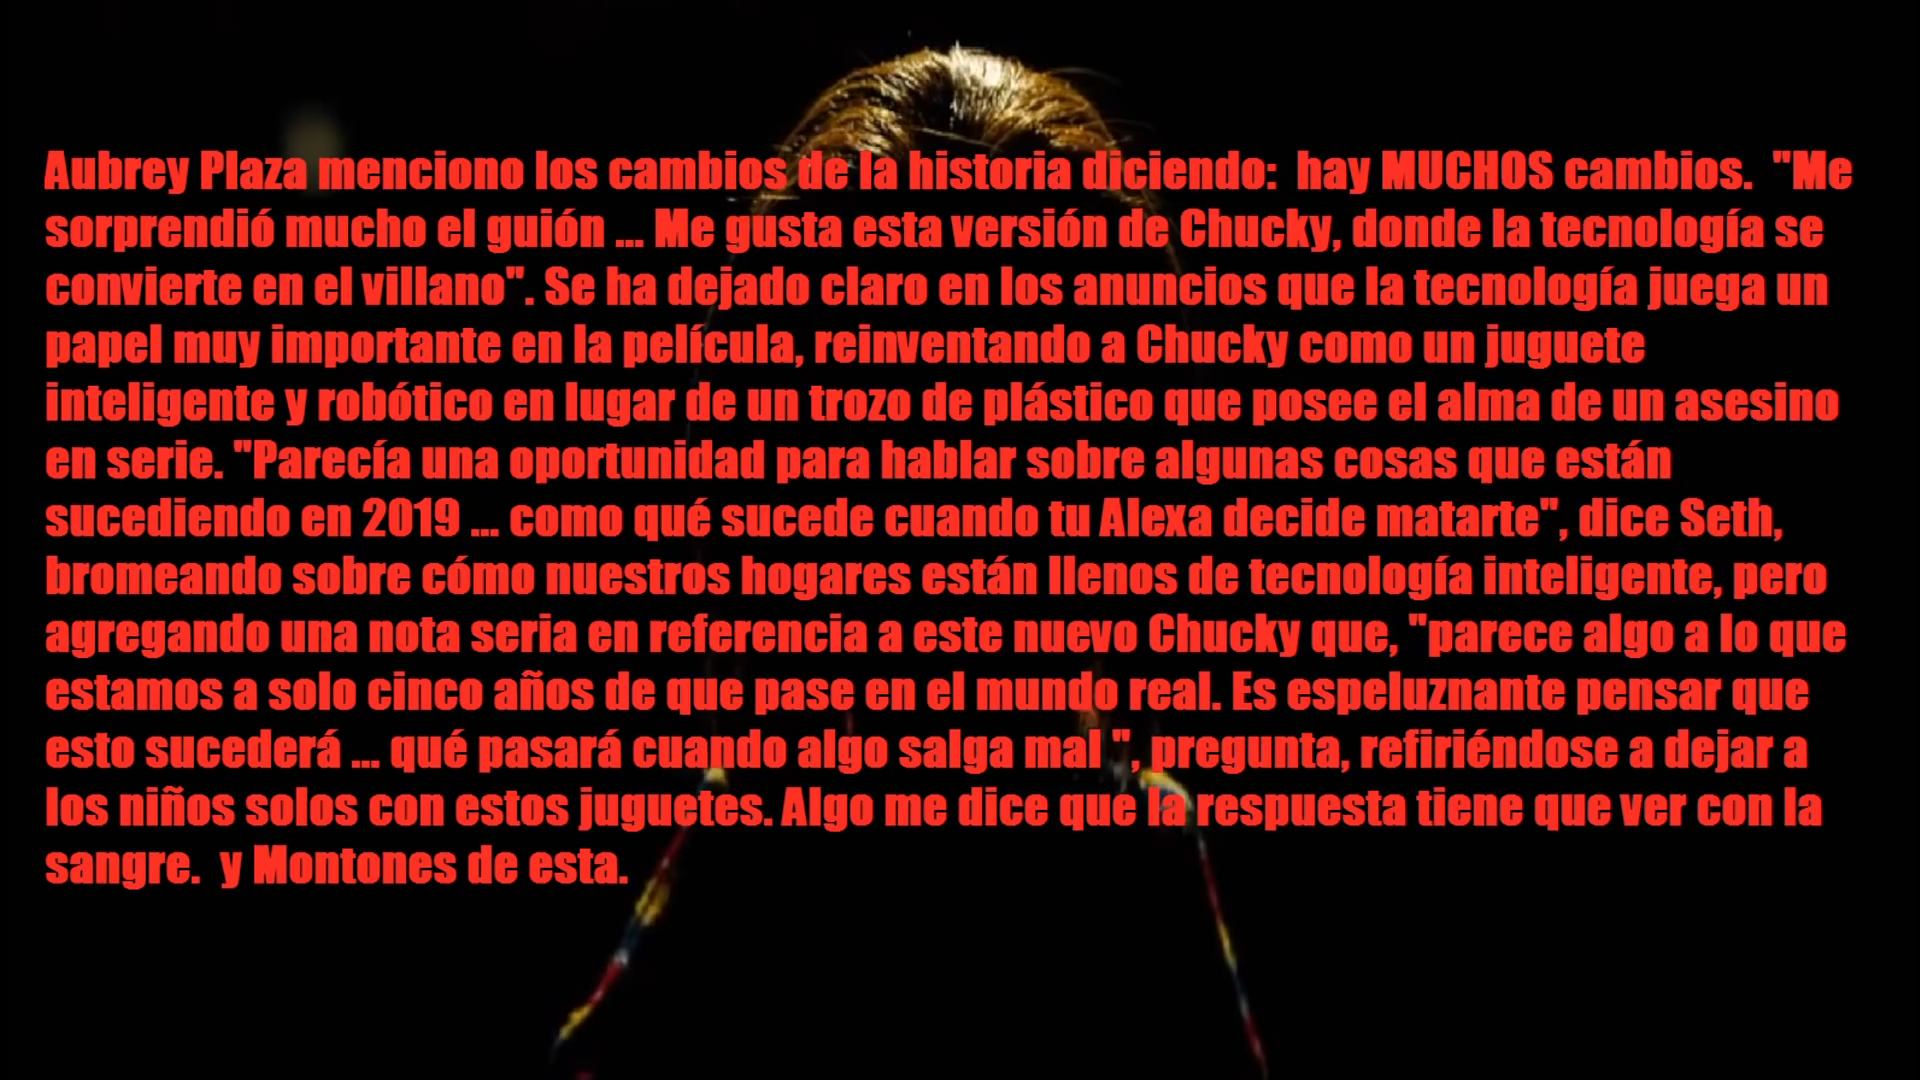 Aubrey Plaza menciono los cambios de la historia diciendo:  hay MUCHOS cambios.  "Me
sorprendió mucho el guión ... Me gusta esta versión de Chucky, donde la tecnología se
convierte en el villano". Se ha dejado claro en los anuncios que la tecnología juega un
papel muy importante en la película, reinventando a Chucky como un juguete
inteligente y robótico en lugar de un trozo de plástico que posee el alma de un asesino
en serie. "Parecía una oportunidad para hablar sobre algunas cosas que están
sucediendo en 2019 ... como qué sucede cuando tu Alexa decide matarte", dice Seth,
bromeando sobre cómo nuestros hogares están llenos de tecnología inteligente, pero
agregando una nota seria en referencia a este nuevo Chucky que, "parece algo a lo que
estamos a solo cinco años de que pase en el mundo real. Es espeluznante pensar que
esto sucederá ... qué pasará cuando algo salga mal ", pregunta, refiriéndose a dejar a
los niños solos con estos juguetes. Algo me dice que la respuesta tiene que ver con la
sangre.  y Montones de esta.